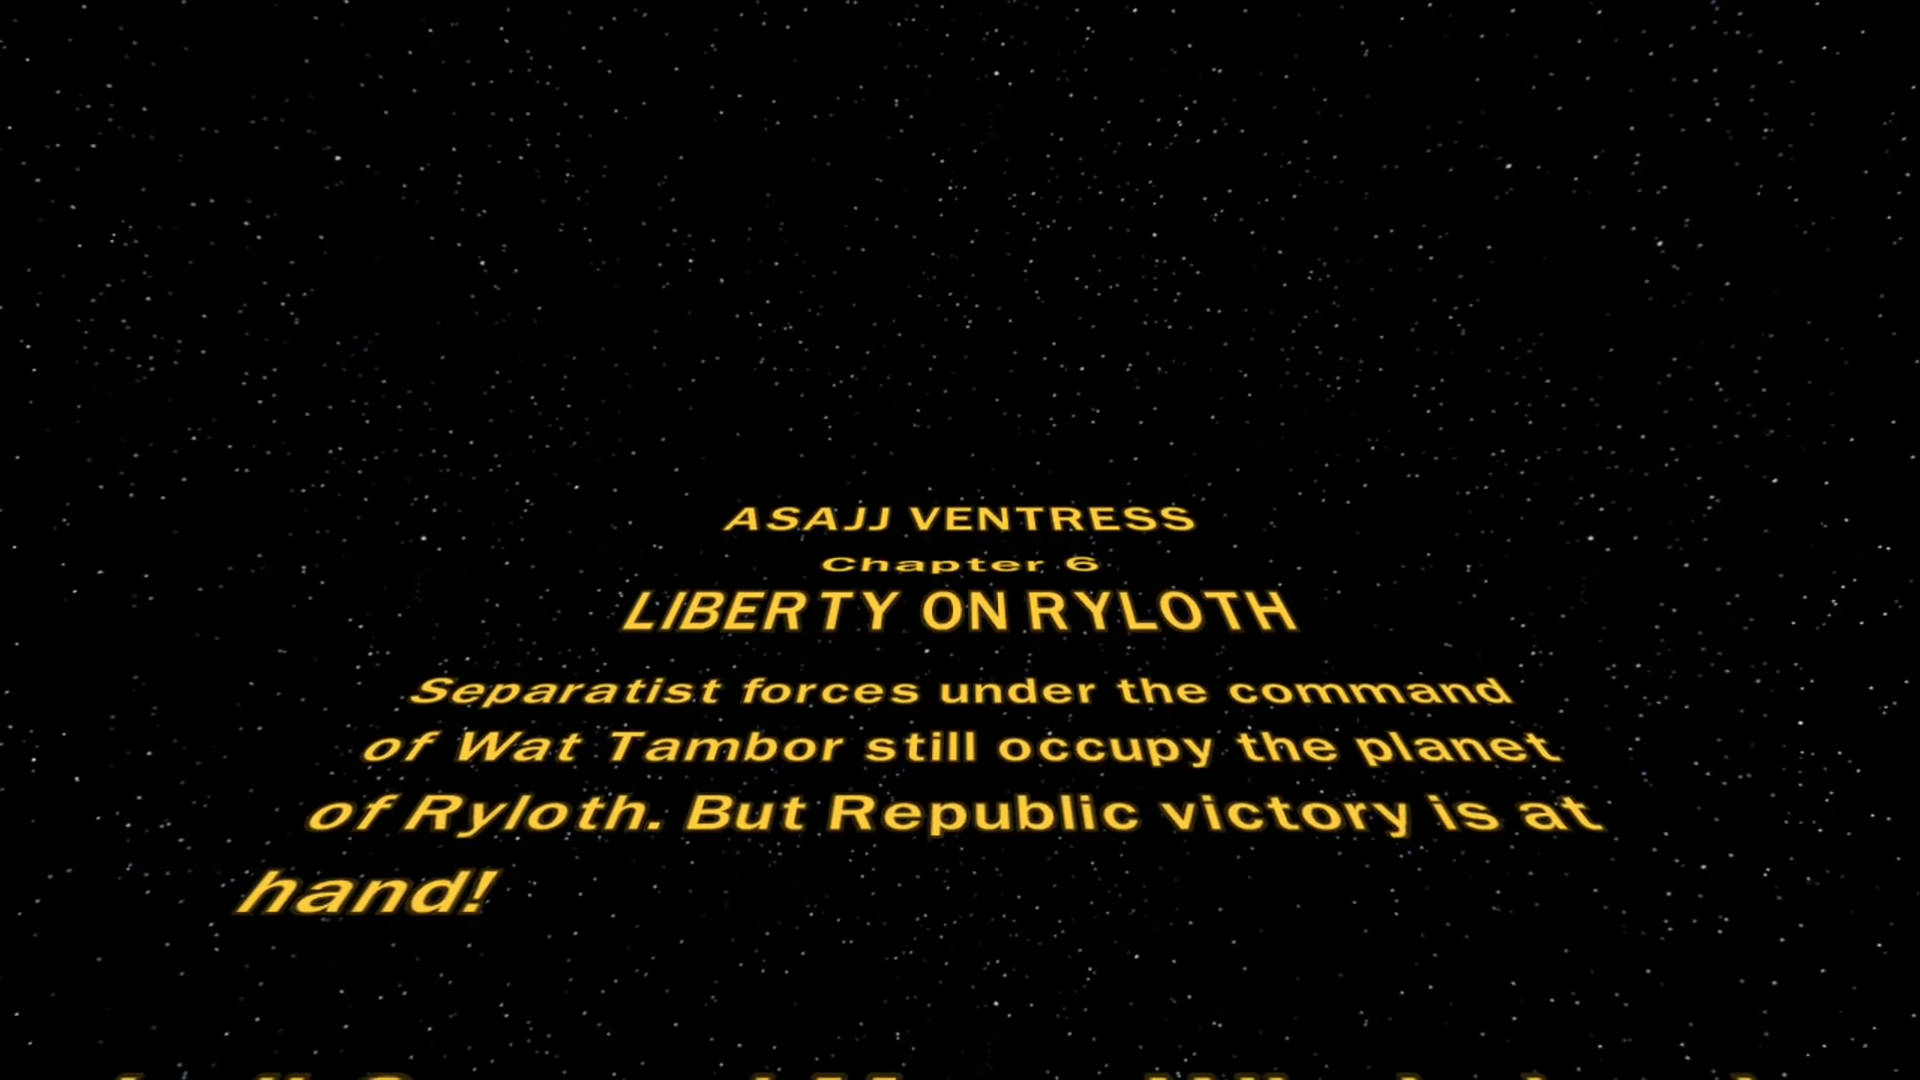 ASAJJ VENTRESS
Chapter 6
LIBERTY ON RYLOTH
Separatist forces under the command
of Wat Tambor still occupy the planet
of Ryloth. But Republic victory is at
hand!